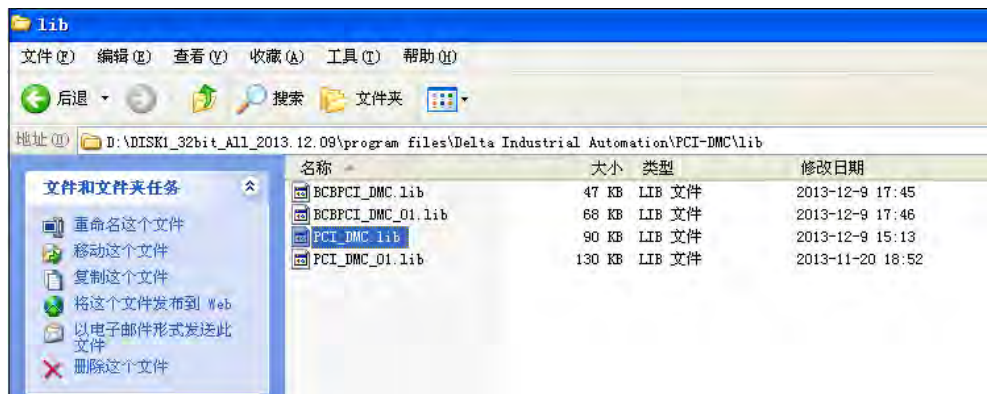 lib
文件(F) 编辑(E) 查看(V) 收藏(A) 工具(T) 帮助(H)
后退 搜索 文件夹
地址(D) D:\DISK1_32bit_All_2013.12.09\program files\Delta Industrial Automation\PCI-DMC\lib
文件和文件夹任务
重命名这个文件
移动这个文件
复制这个文件
将这个文件发布到 Web
以电子邮件形式发送此
文件
删除这个文件
名称 大小 类型 修改日期
BCBPCI_DMC.lib 47 KB LIB 文件 2013-12-9 17:45
BCBPCI_DMC_01.lib 68 KB LIB 文件 2013-12-9 17:46
PCI_DMC.lib 90 KB LIB 文件 2013-12-9 15:13
PCI_DMC_01.lib 130 KB LIB 文件 2013-11-20 18:52